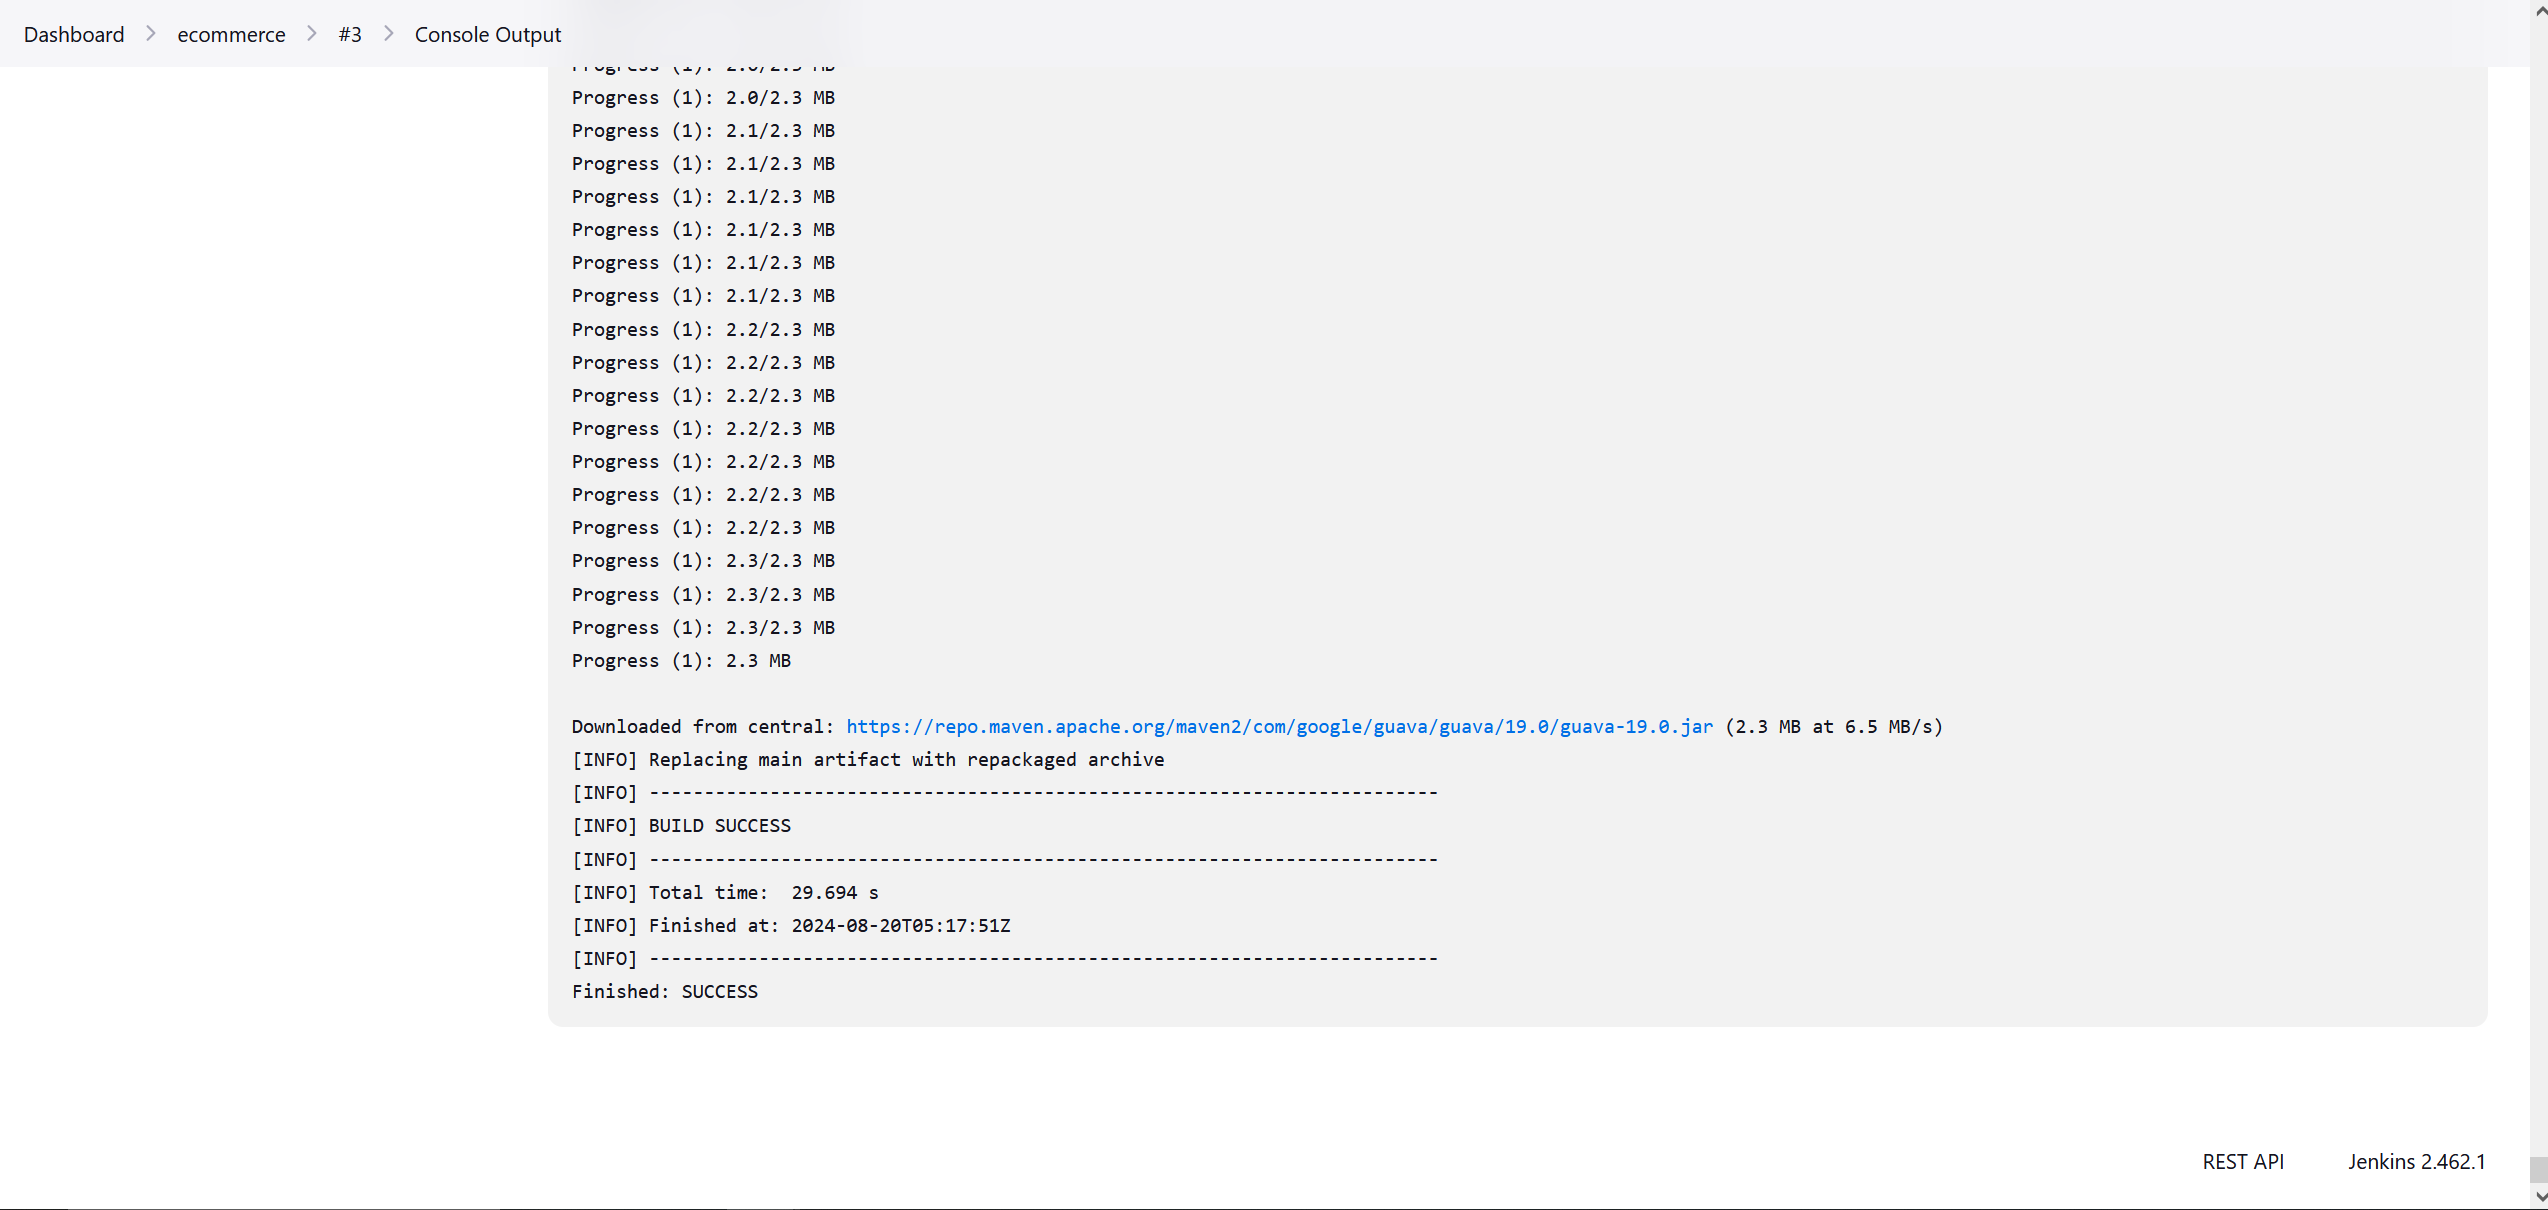 Dashboard > ecommerce > #3 > Console Output
Progress (1): 2.0/2.3 MB
Progress (1): 2.0/2.3 MB
Progress (1): 2.1/2.3 MB
Progress (1): 2.1/2.3 MB
Progress (1): 2.1/2.3 MB
Progress (1): 2.1/2.3 MB
Progress (1): 2.1/2.3 MB
Progress (1): 2.1/2.3 MB
Progress (1): 2.2/2.3 MB
Progress (1): 2.2/2.3 MB
Progress (1): 2.2/2.3 MB
Progress (1): 2.2/2.3 MB
Progress (1): 2.2/2.3 MB
Progress (1): 2.2/2.3 MB
Progress (1): 2.2/2.3 MB
Progress (1): 2.3/2.3 MB
Progress (1): 2.3/2.3 MB
Progress (1): 2.3/2.3 MB
Progress (1): 2.3 MB
Downloaded from central: https://repo.maven.apache.org/maven2/com/google/guava/guava/19.0/guava-19.0.jar (2.3 MB at 6.5 MB/s)
[INFO] Replacing main artifact with repackaged archive
[INFO] ------------------------------------------------------------------------
[INFO] BUILD SUCCESS
[INFO] ------------------------------------------------------------------------
[INFO] Total time:  29.694 s
[INFO] Finished at: 2024-08-20T05:17:51Z
[INFO] ------------------------------------------------------------------------
Finished: SUCCESS
REST API    Jenkins 2.462.1